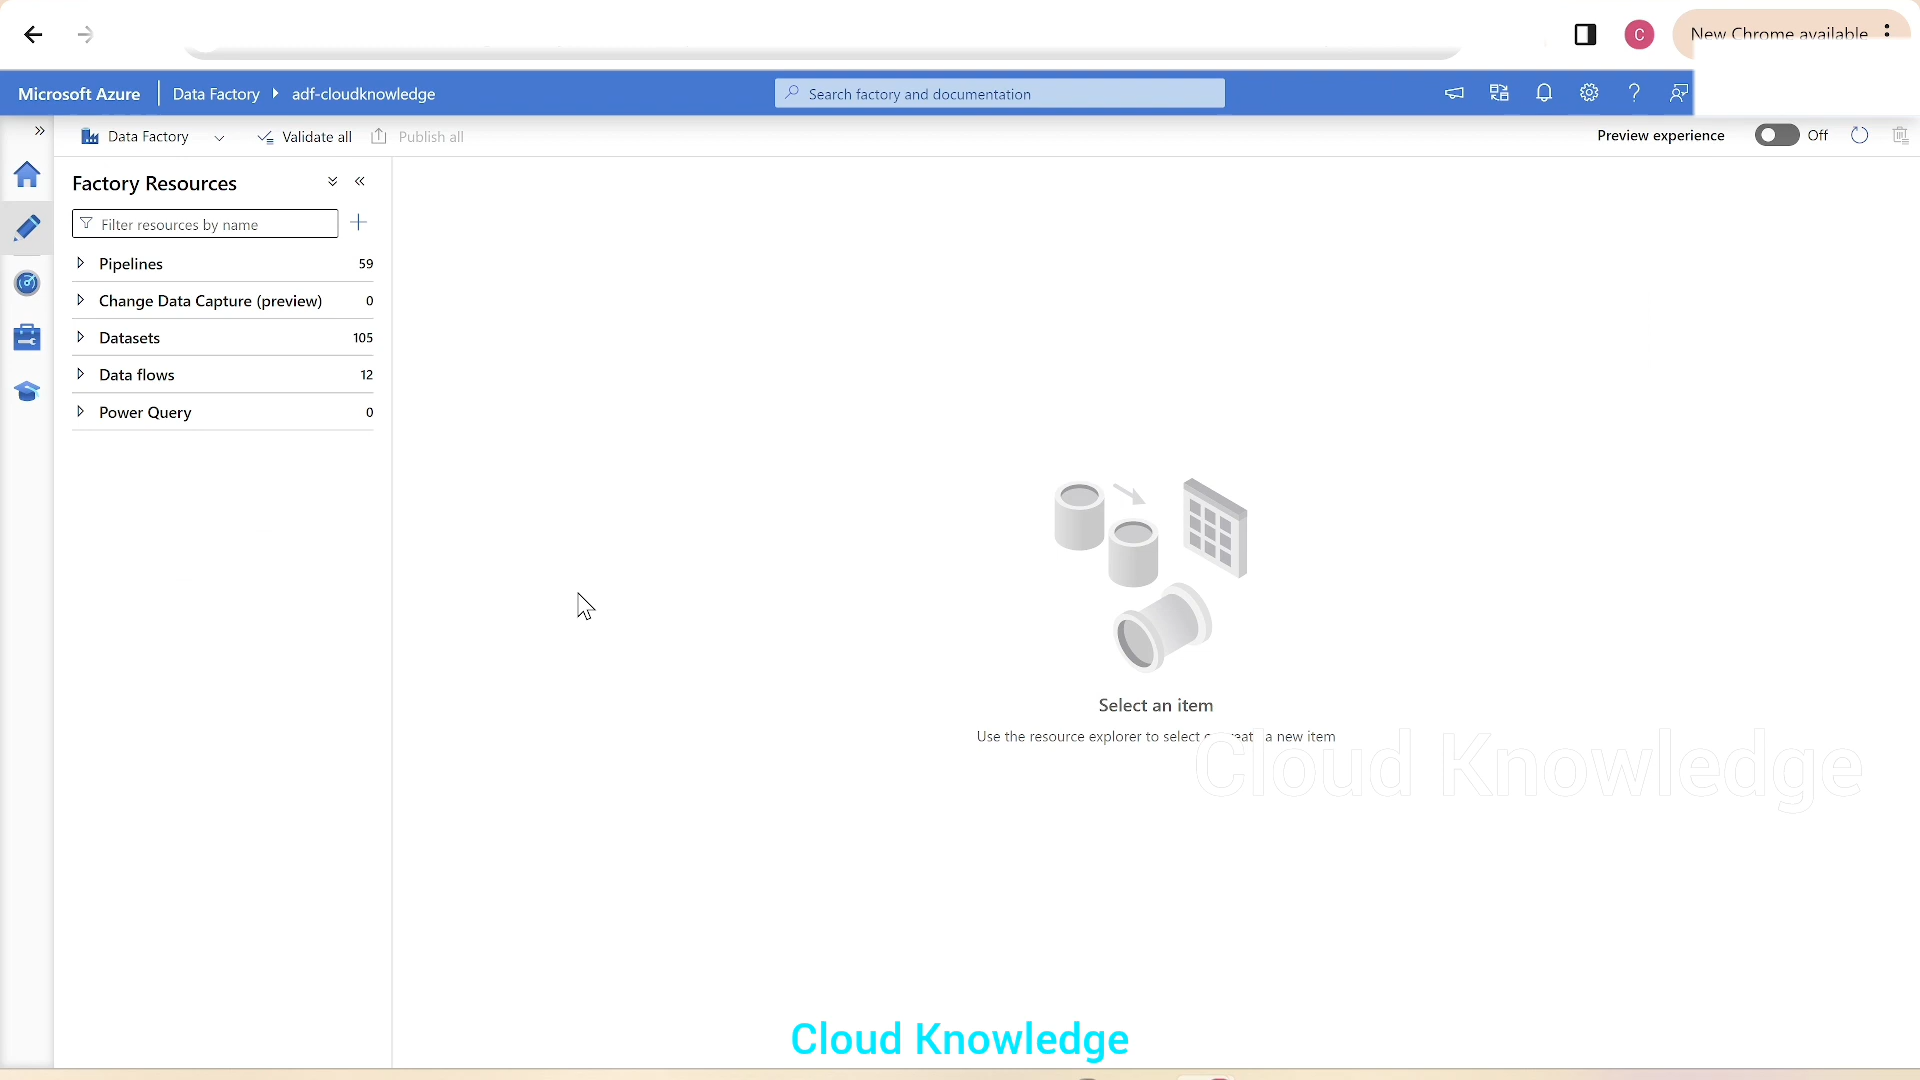 C
New Chrome available
Microsoft Azure
Data Factory
adf-cloudknowledge
Search factory and documentation
Data Factory
Validate all
Publish all
Preview experience
Off
Factory Resources
Filter resources by name
Pipelines 59
Change Data Capture (preview) 0
Datasets 105
Data flows 12
Power Query 0
Select an item
Use the resource explorer to select or create a new item
Cloud Knowledge
Cloud Knowledge